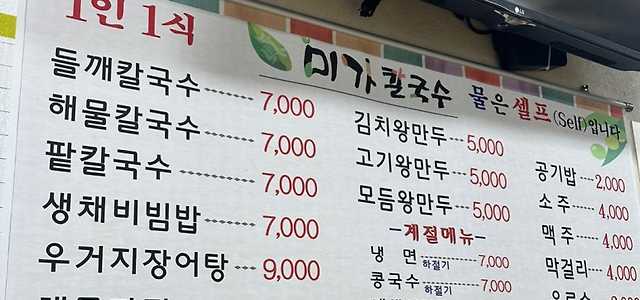 1인 1식
미가칼국수 물은 셀프(Self)입니다
들깨칼국수 7,000
해물칼국수 7,000
팥칼국수 7,000
생채비빔밥 7,000
우거지장어탕 9,000
김치왕만두 5,000
고기왕만두 5,000
모듬왕만두 5,000
-계절메뉴-
냉 면 하절기 7,000
콩국수 하절기 7,000
공기밥 2,000
소 주 4,000
맥 주 4,000
막걸리 4,000
LG